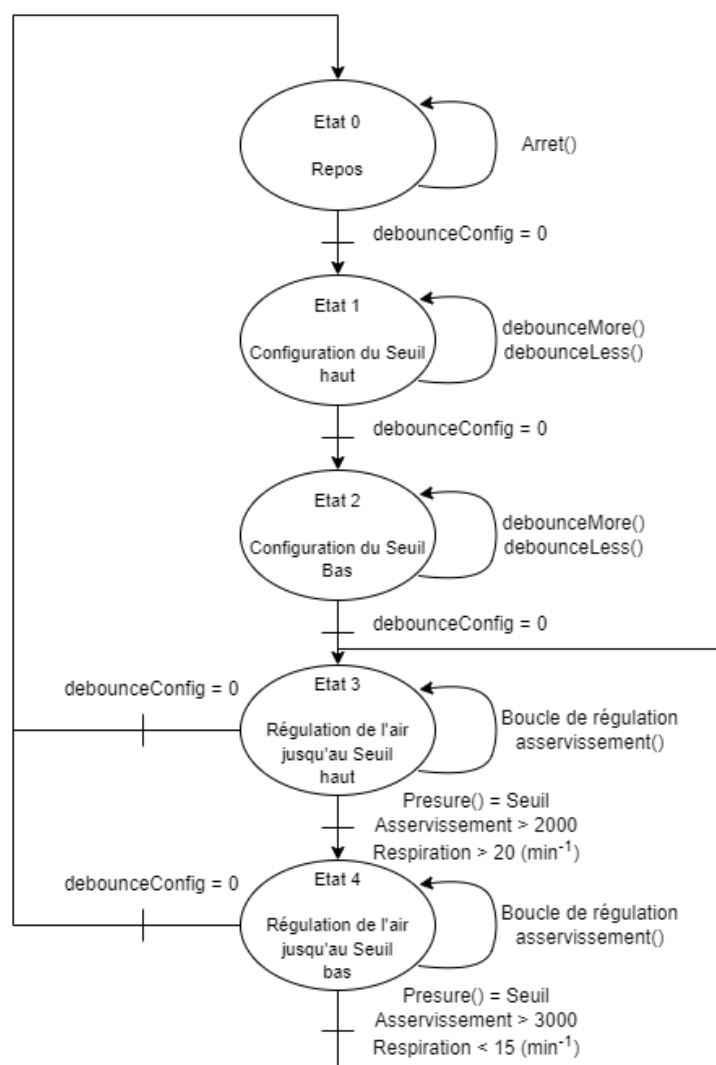 Etat 0
Repos
Arret()
debounceConfig = 0
Etat 1
Configuration du Seuil
haut
debounceMore()
debounceLess()
debounceConfig = 0
Etat 2
Configuration du Seuil
Bas
debounceMore()
debounceLess()
debounceConfig = 0
debounceConfig = 0
Etat 3
Régulation de l'air
jusqu'au Seuil
haut
Boucle de régulation
asservissement()
Presure() = Seuil
Asservissement > 2000
Respiration > 20 (min⁻¹)
debounceConfig = 0
Etat 4
Régulation de l'air
jusqu'au Seuil
bas
Boucle de régulation
asservissement()
Presure() = Seuil
Asservissement > 3000
Respiration < 15 (min⁻¹)